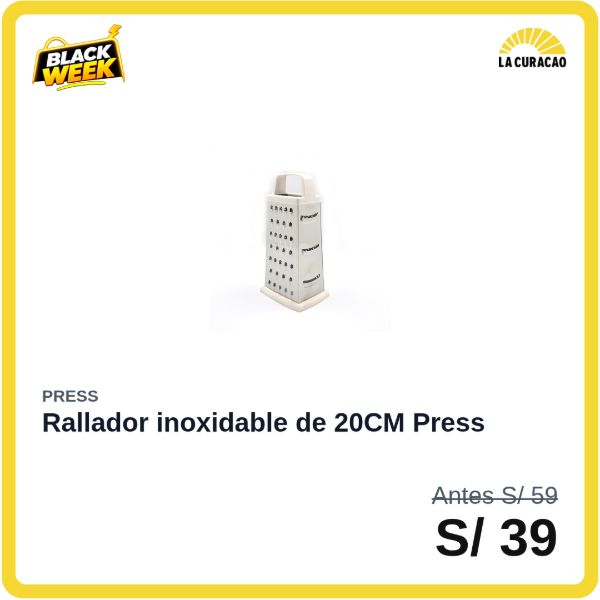 BLACK
WEEK
LA CURACAO
PRESS
Rallador inoxidable de 20CM Press
Antes S/ 59
S/ 39